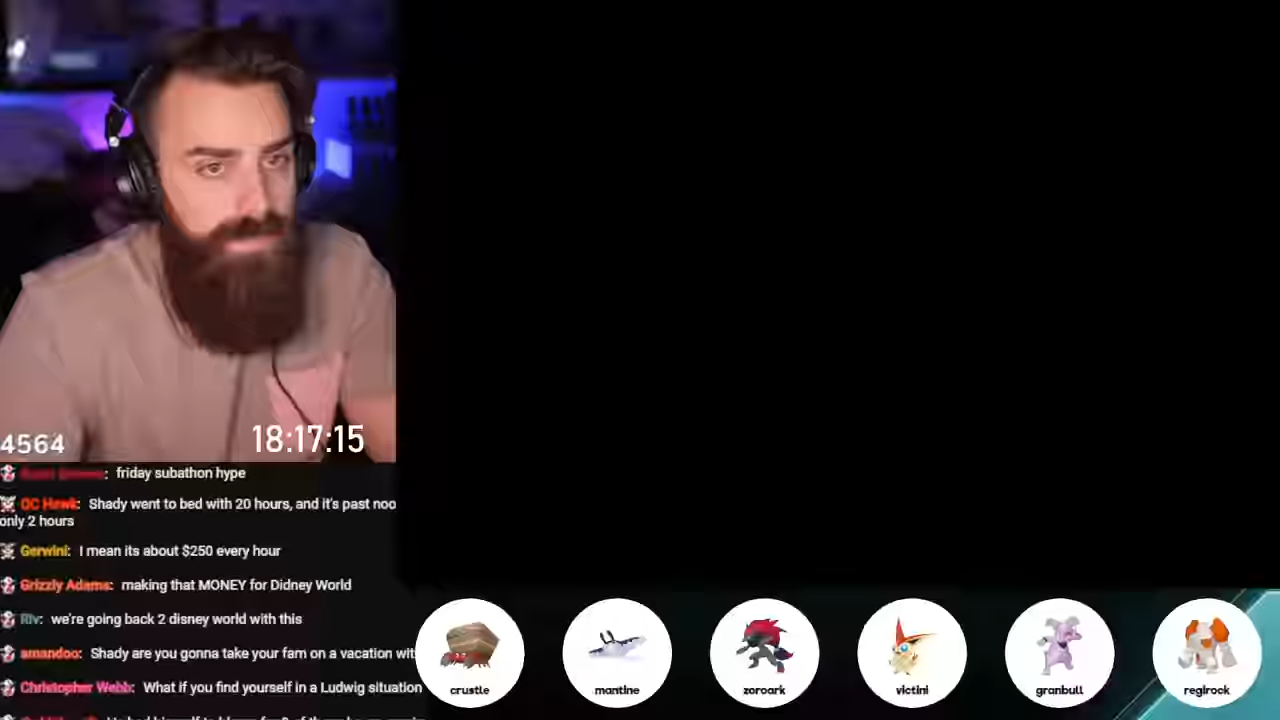 4564
18:17:15
: friday subathon hype
OC Hawk: Shady went to bed with 20 hours, and it's past noo
only 2 hours
Gerwini: I mean its about $250 every hour
Grizzly Adams: making that MONEY for Didney World
Riv: we're going back 2 disney world with this
amandoo: Shady are you gonna take your fam on a vacation wit
Christopher Webb: What if you find yourself in a Ludwig situation
crustle
mantine
zoroark
victini
granbull
regirock